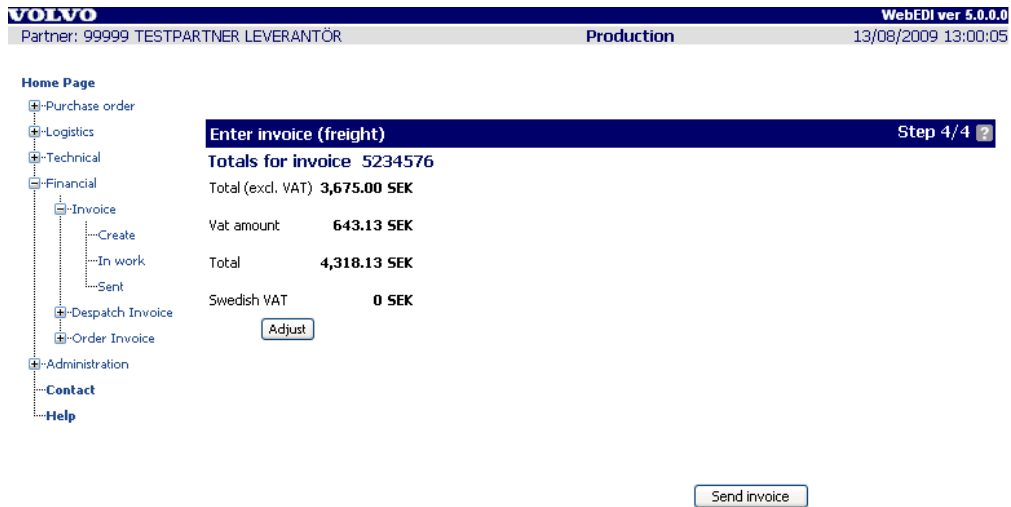 VOLVO WebEDI ver 5.0.0.0
Partner: 99999 TESTPARTNER LEVERANTÖR Production 13/08/2009 13:00:05
Home Page
Purchase order
Logistics
Technical
Financial
Invoice
Create
In work
Sent
Despatch Invoice
Order Invoice
Administration
Contact
Help
Enter invoice (freight) Step 4/4 ?
Totals for invoice 5234576
Total (excl. VAT) 3,675.00 SEK
Vat amount 643.13 SEK
Total 4,318.13 SEK
Swedish VAT 0 SEK
Adjust
Send invoice